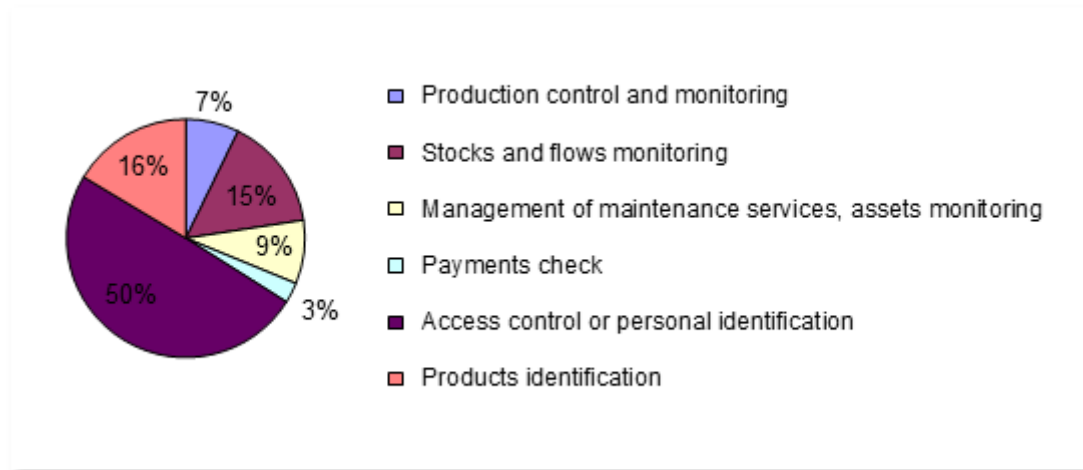 7%
16%
15%
9%
50%
3%
Production control and monitoring
Stocks and flows monitoring
Management of maintenance services, assets monitoring
Payments check
Access control or personal identification
Products identification